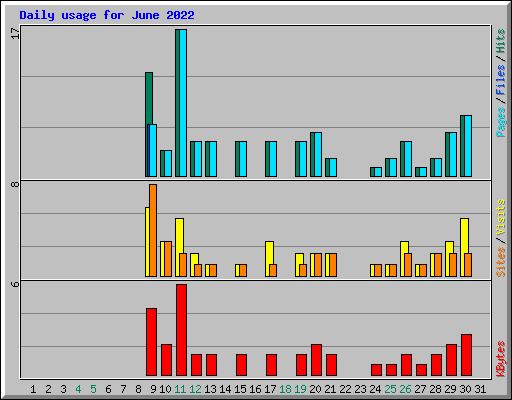 Daily usage for June 2022
17
8
6
Pages / Files / Hits
Sites / Visits
KBytes
1 2 3 4 5 6 7 8 9 10 11 12 13 14 15 16 17 18 19 20 21 22 23 24 25 26 27 28 29 30 31